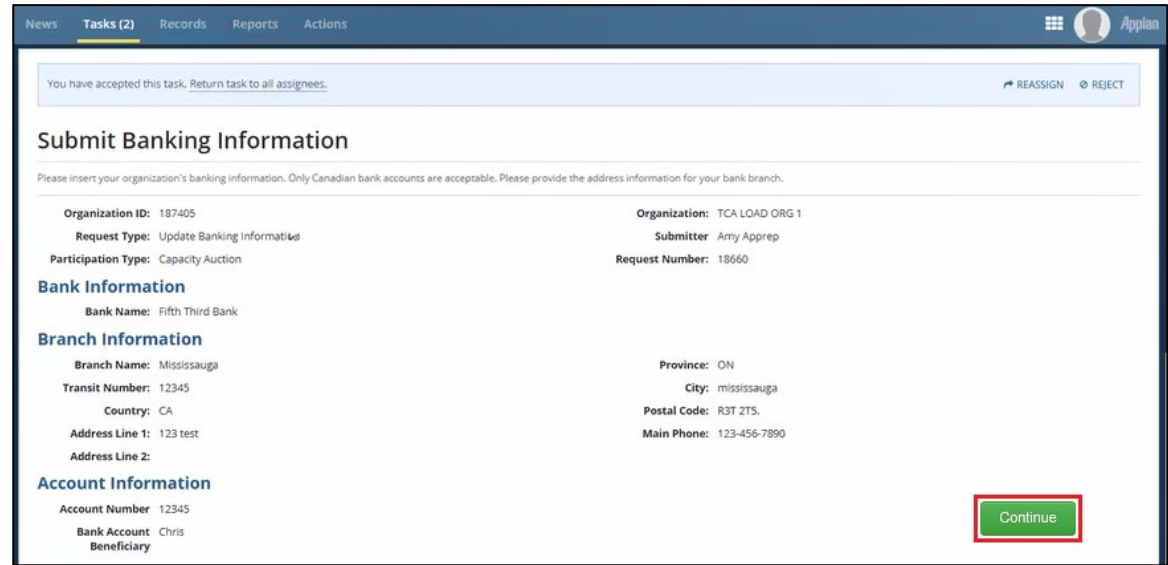 News Tasks (2) Records Reports Actions Appian
You have accepted this task. Return task to all assignees. REASSIGN REJECT
Submit Banking Information
Please insert your organization's banking information. Only Canadian bank accounts are acceptable. Please provide the address information for your bank branch.
Organization ID: 187405 Organization: TCA LOAD ORG 1
Request Type: Update Banking Information Submitter Amy Apprep
Participation Type: Capacity Auction Request Number: 18660
Bank Information
Bank Name: Fifth Third Bank
Branch Information
Branch Name: Mississauga Province: ON
Transit Number: 12345 City: mississauga
Country: CA Postal Code: R3T 2T5.
Address Line 1: 123 test Main Phone: 123-456-7890
Address Line 2:
Account Information
Account Number 12345
Continue
Bank Account Chris
Beneficiary